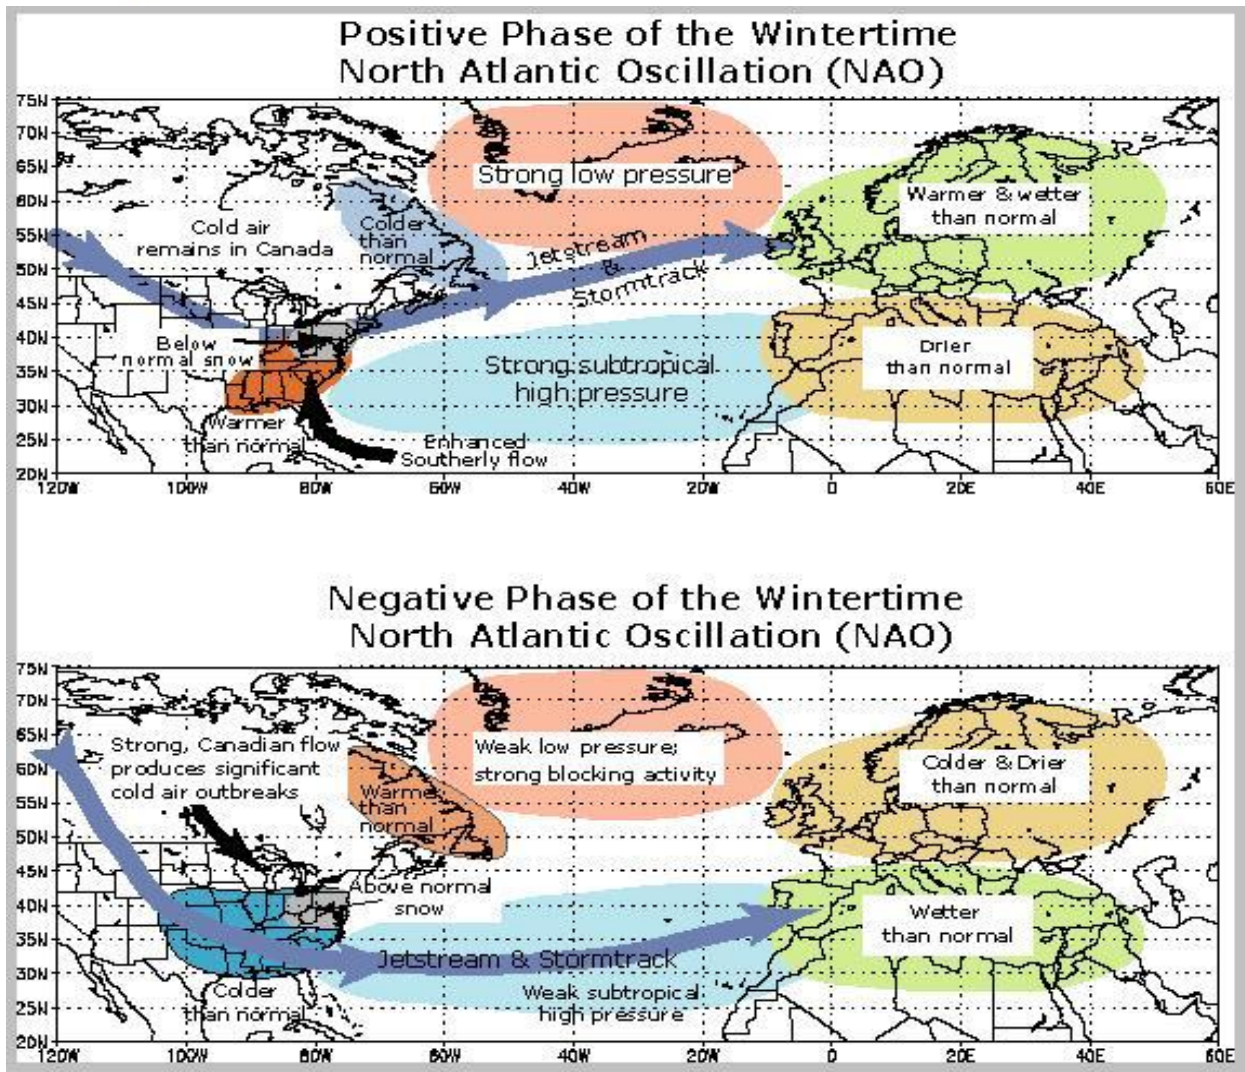 Positive Phase of the Wintertime
North Atlantic Oscillation (NAO)
75N
70N
65N
60N
55N
50N
45N
40N
35N
30N
25N
20N
Strong low pressure
Warmer & wetter
than normal
Cold air
remains in Canada
Colder
than
normal
Jetstream
&
Stormtrack
Below
normal snow
Strong subtropical
high pressure
Drier
than normal
Warmer
than normal
Enhanced
Southerly flow
120W
100W
80W
60W
40W
20W
0
20E
40E
60E
Negative Phase of the Wintertime
North Atlantic Oscillation (NAO)
75N
70N
65N
60N
55N
50N
45N
40N
35N
30N
25N
20N
Strong, Canadian flow
produces significant
cold air outbreaks
Weak low pressure;
strong blocking activity
Colder & Drier
than normal
Warmer
than
normal
Above normal
snow
Wetter
than normal
Jetstream & Stormtrack
Colder
than normal
Weak subtropical
high pressure
120W
100W
80W
60W
40W
20W
0
20E
40E
60E